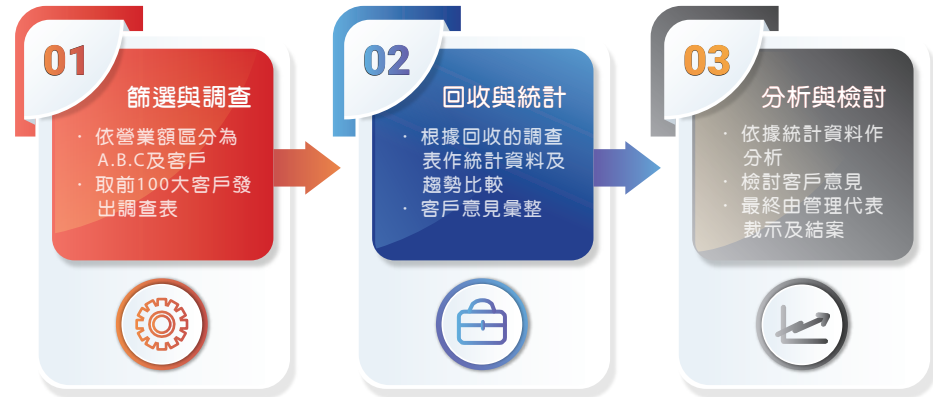 01
篩選與調查
· 依營業額區分為
A.B.C及客戶
· 取前100大客戶發
出調查表
02
回收與統計
· 根據回收的調查
表作統計資料及
趨勢比較
· 客戶意見彙整
03
分析與檢討
· 依據統計資料作
分析
· 檢討客戶意見
· 最終由管理代表
裁示及結案